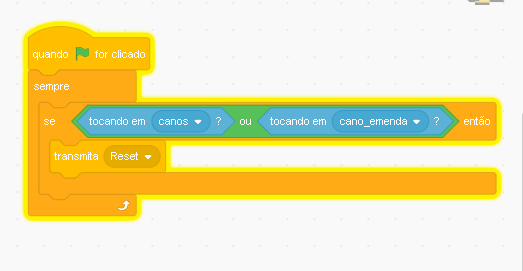 quando for clicado
sempre
se tocando em canos ? ou tocando em cano_emenda ? então
transmita Reset